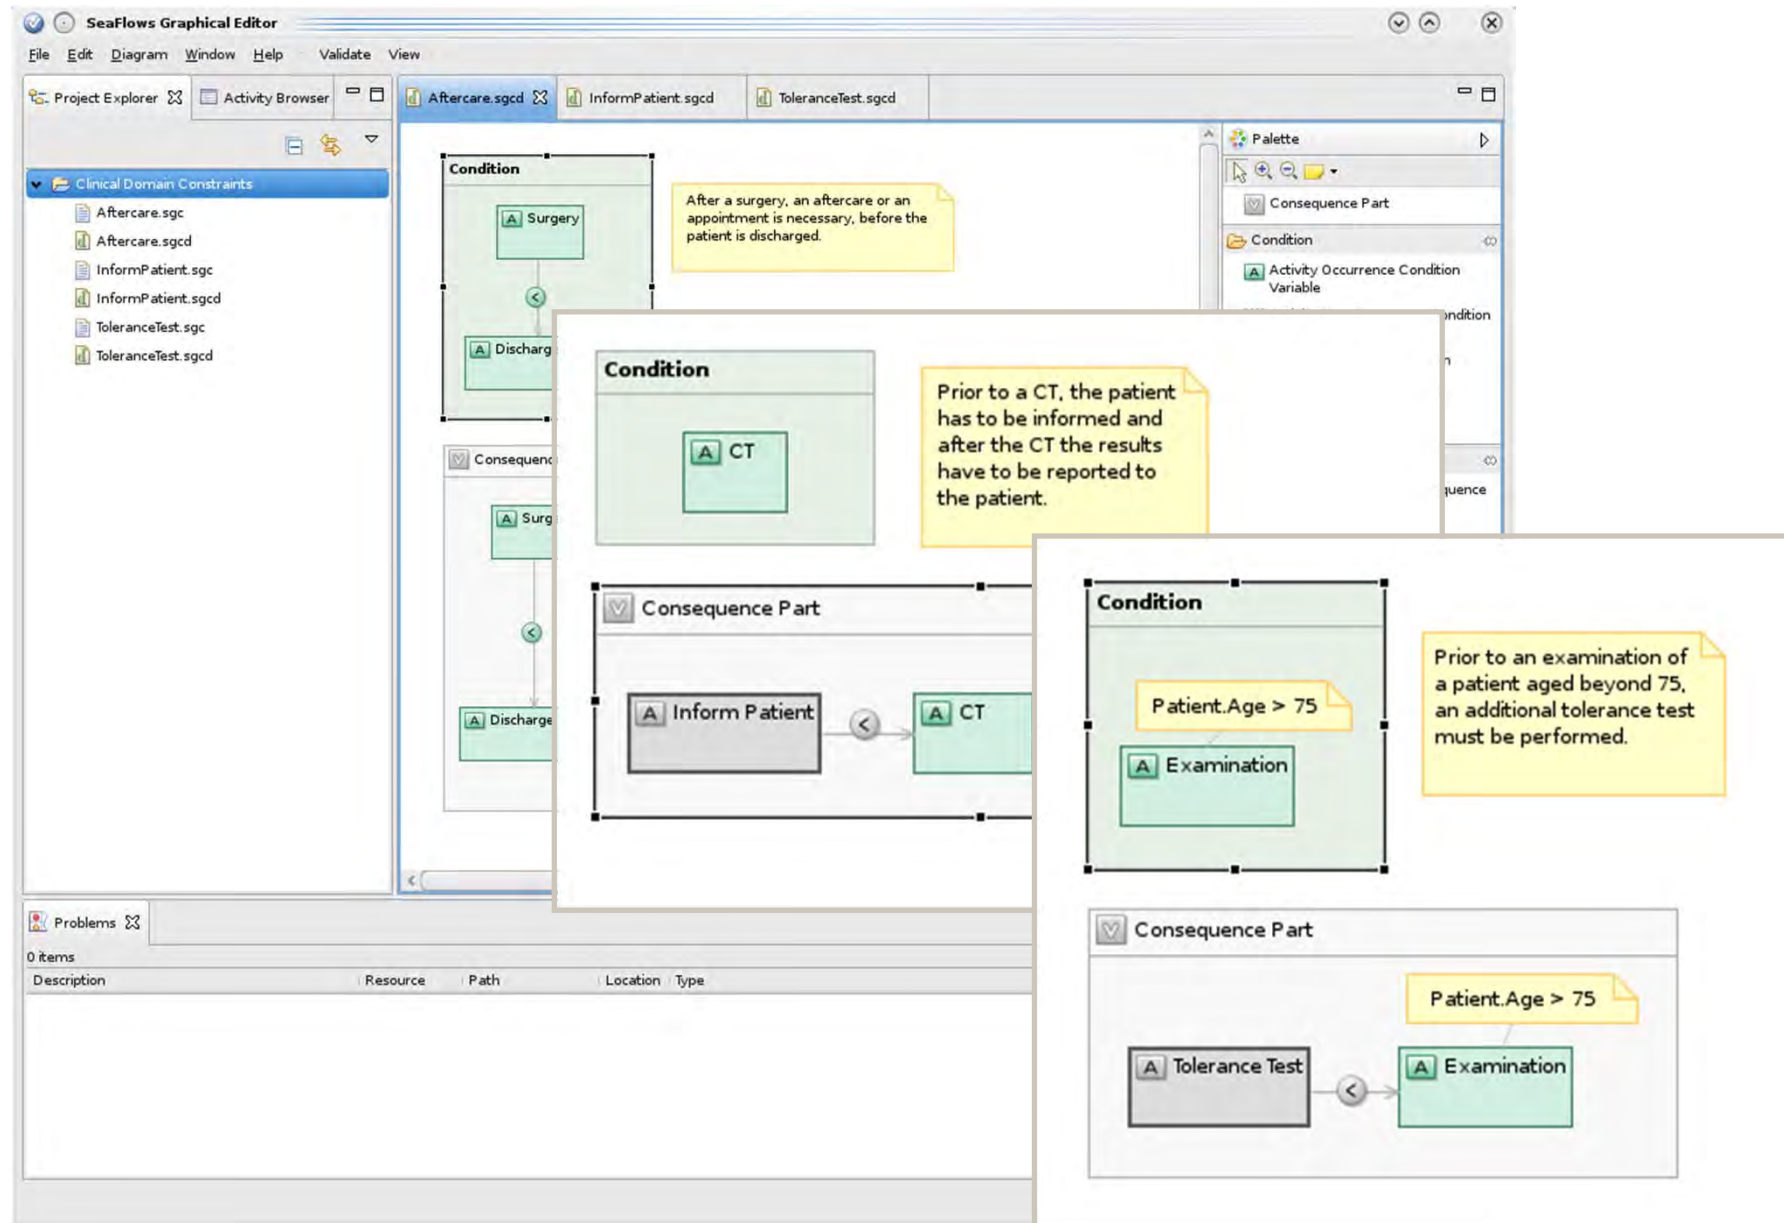 SeaFlows Graphical Editor
File Edit Diagram Window Help Validate View
Project Explorer Activity Browser
Clinical Domain Constraints
Aftercare.sgc
Aftercare.sgcd
InformPatient.sgc
InformPatient.sgcd
ToleranceTest.sgc
ToleranceTest.sgcd
Aftercare.sgcd InformPatient.sgcd ToleranceTest.sgcd
Condition
A Surgery
<
A Discharg
After a surgery, an aftercare or an
appointment is necessary, before the
patient is discharged.
Consequenc
A Surg
<
A Discharge
Palette
Consequence Part
Condition
A Activity Occurrence Condition
Variable
ondition
n
quence
Condition
A CT
Prior to a CT, the patient
has to be informed and
after the CT the results
have to be reported to
the patient.
Consequence Part
A Inform Patient
<
A CT
Condition
Patient.Age > 75
A Examination
Prior to an examination of
a patient aged beyond 75,
an additional tolerance test
must be performed.
Consequence Part
Patient.Age > 75
A Tolerance Test
<
A Examination
Problems
0 items
Description Resource Path Location Type